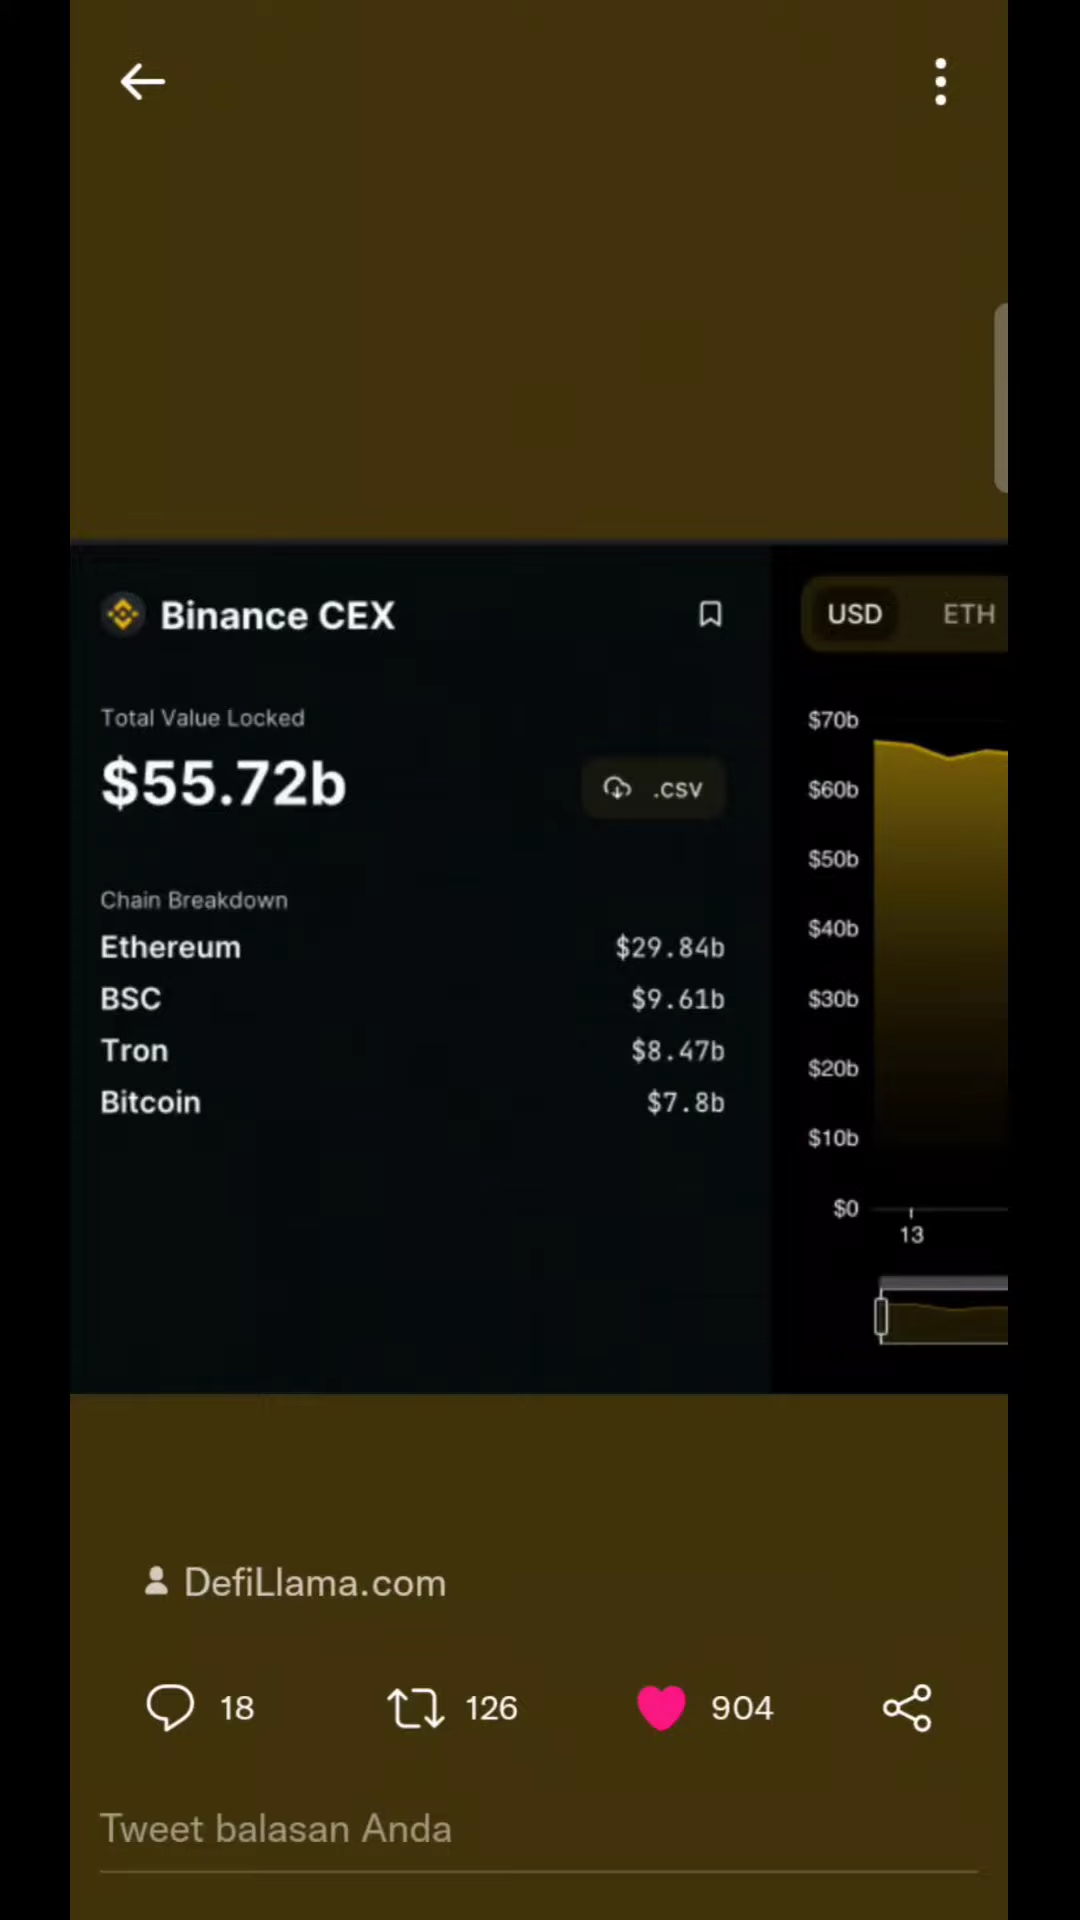 Binance CEX
Total Value Locked
$55.72b
.csv
Chain Breakdown
Ethereum $29.84b
BSC $9.61b
Tron $8.47b
Bitcoin $7.8b
USD ETH
$70b
$60b
$50b
$40b
$30b
$20b
$10b
$0
13
DefiLlama.com
18 126 904
Tweet balasan Anda